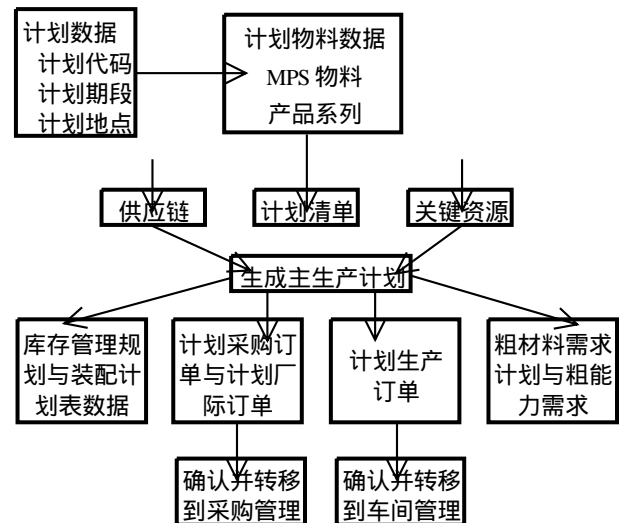 计划数据
计划代码
计划期段
计划地点
计划物料数据
MPS 物料
产品系列
供应链
计划清单
关键资源
生成主生产计划
库存管理规
划与装配计
划表数据
计划采购订
单与计划厂
际订单
计划生产
订单
粗材料需求
计划与粗能
力需求
确认并转移
到采购管理
确认并转移
到车间管理